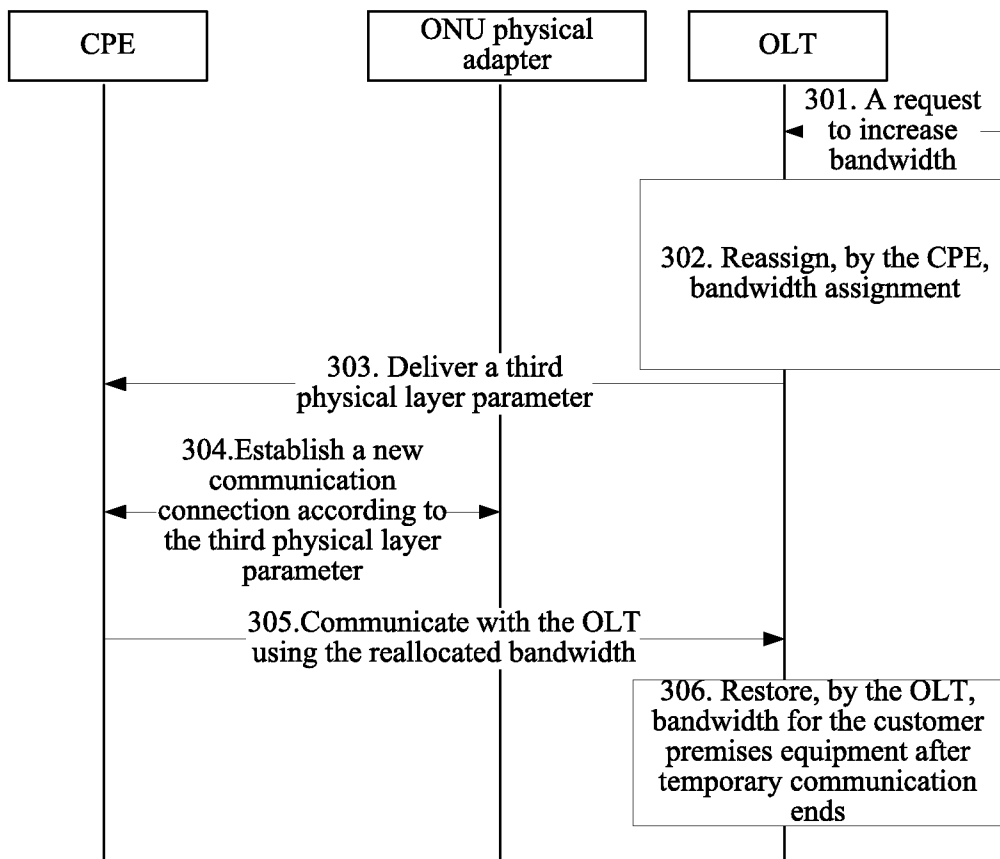 CPE
ONU physical
adapter
OLT
301. A request
to increase
bandwidth
302. Reassign, by the CPE,
bandwidth assignment
303. Deliver a third
physical layer parameter
304.Establish a new
communication
connection according to
the third physical layer
parameter
305.Communicate with the OLT
using the reallocated bandwidth
306. Restore, by the OLT,
bandwidth for the customer
premises equipment after
temporary communication
ends